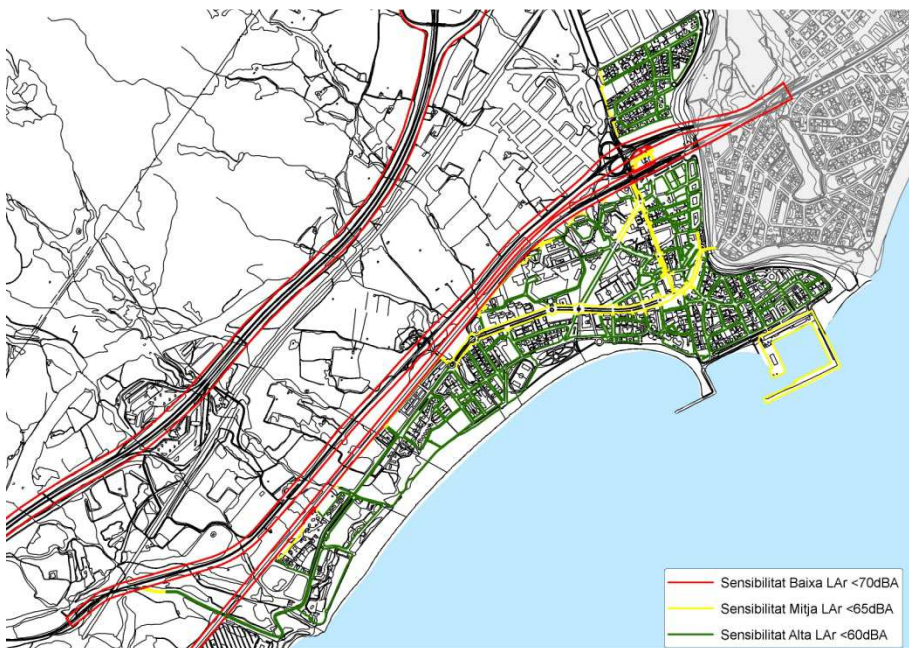 Sensibilitat Baixa LAr <70dBA
Sensibilitat Mitja LAr <65dBA
Sensibilitat Alta LAr <60dBA